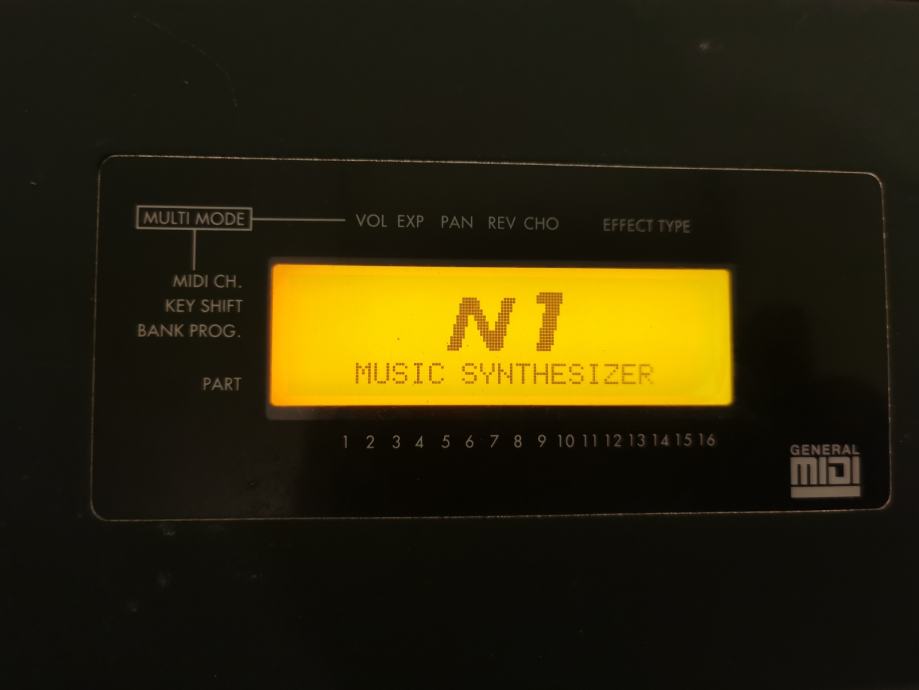 MULTI MODE VOL EXP PAN REV CHO EFFECT TYPE
MIDI CH.
KEY SHIFT
BANK PROG.
N1
MUSIC SYNTHESIZER
PART
1 2 3 4 5 6 7 8 9 10 11 12 13 14 15 16
GENERAL
MIDI